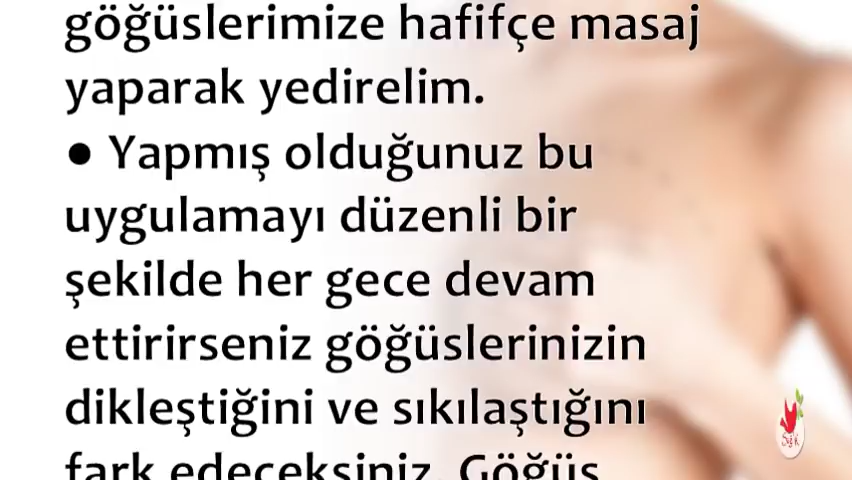 göğüslerimize hafifçe masaj
yaparak yedirelim.
● Yapmış olduğunuz bu
uygulamayı düzenli bir
şekilde her gece devam
ettirirseniz göğüslerinizin
dikleştiğini ve sıkılaştığını
fark edeceksiniz. Göğüs